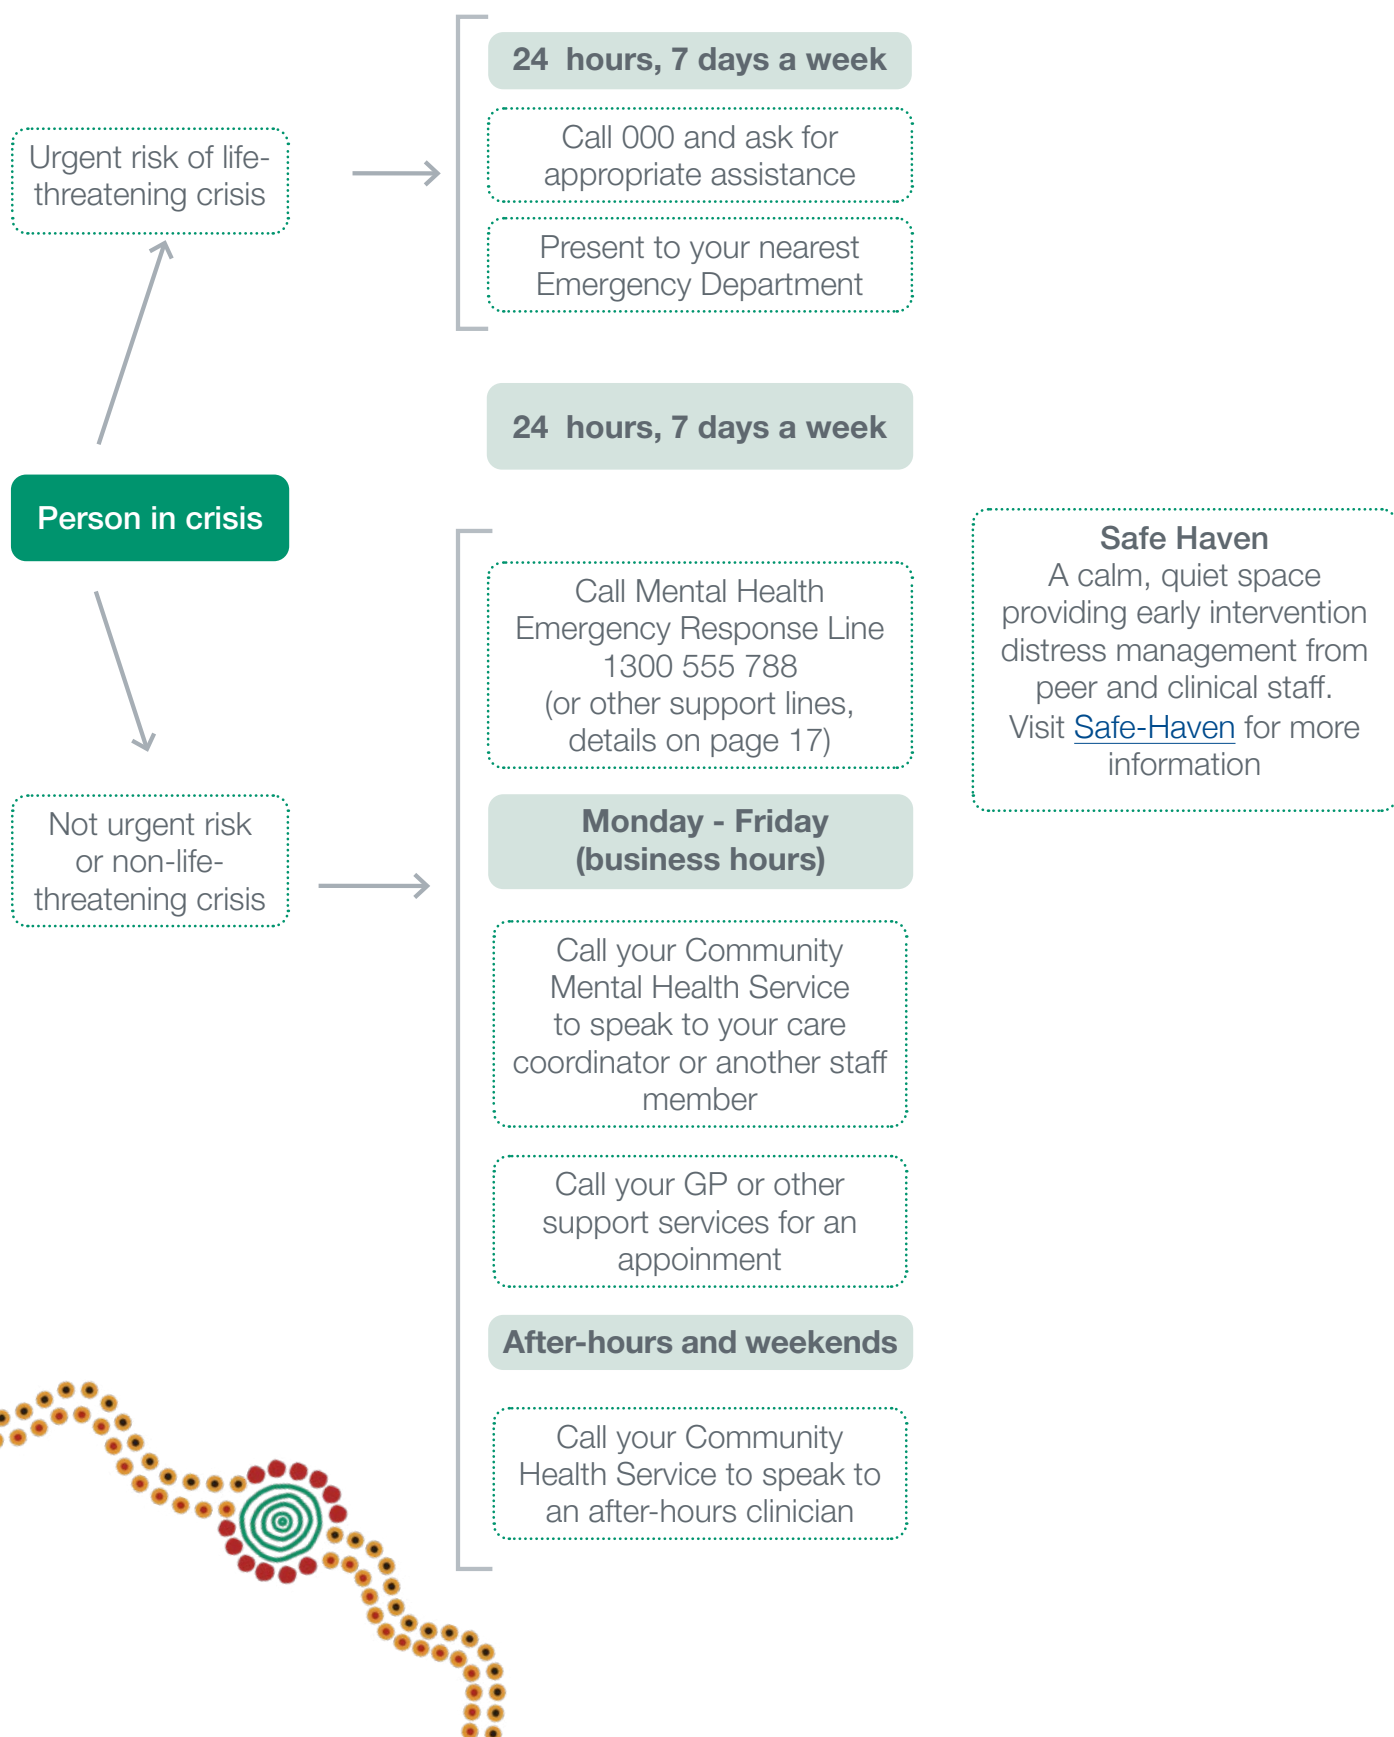 24 hours, 7 days a week
Urgent risk of life-
threatening crisis
Call 000 and ask for
appropriate assistance
Present to your nearest
Emergency Department
24 hours, 7 days a week
Person in crisis
Call Mental Health
Emergency Response Line
1300 555 788
(or other support lines,
details on page 17)
Safe Haven
A calm, quiet space
providing early intervention
distress management from
peer and clinical staff.
Visit Safe-Haven for more
information
Not urgent risk
or non-life-
threatening crisis
Monday - Friday
(business hours)
Call your Community
Mental Health Service
to speak to your care
coordinator or another staff
member
Call your GP or other
support services for an
appoinment
After-hours and weekends
Call your Community
Health Service to speak to
an after-hours clinician